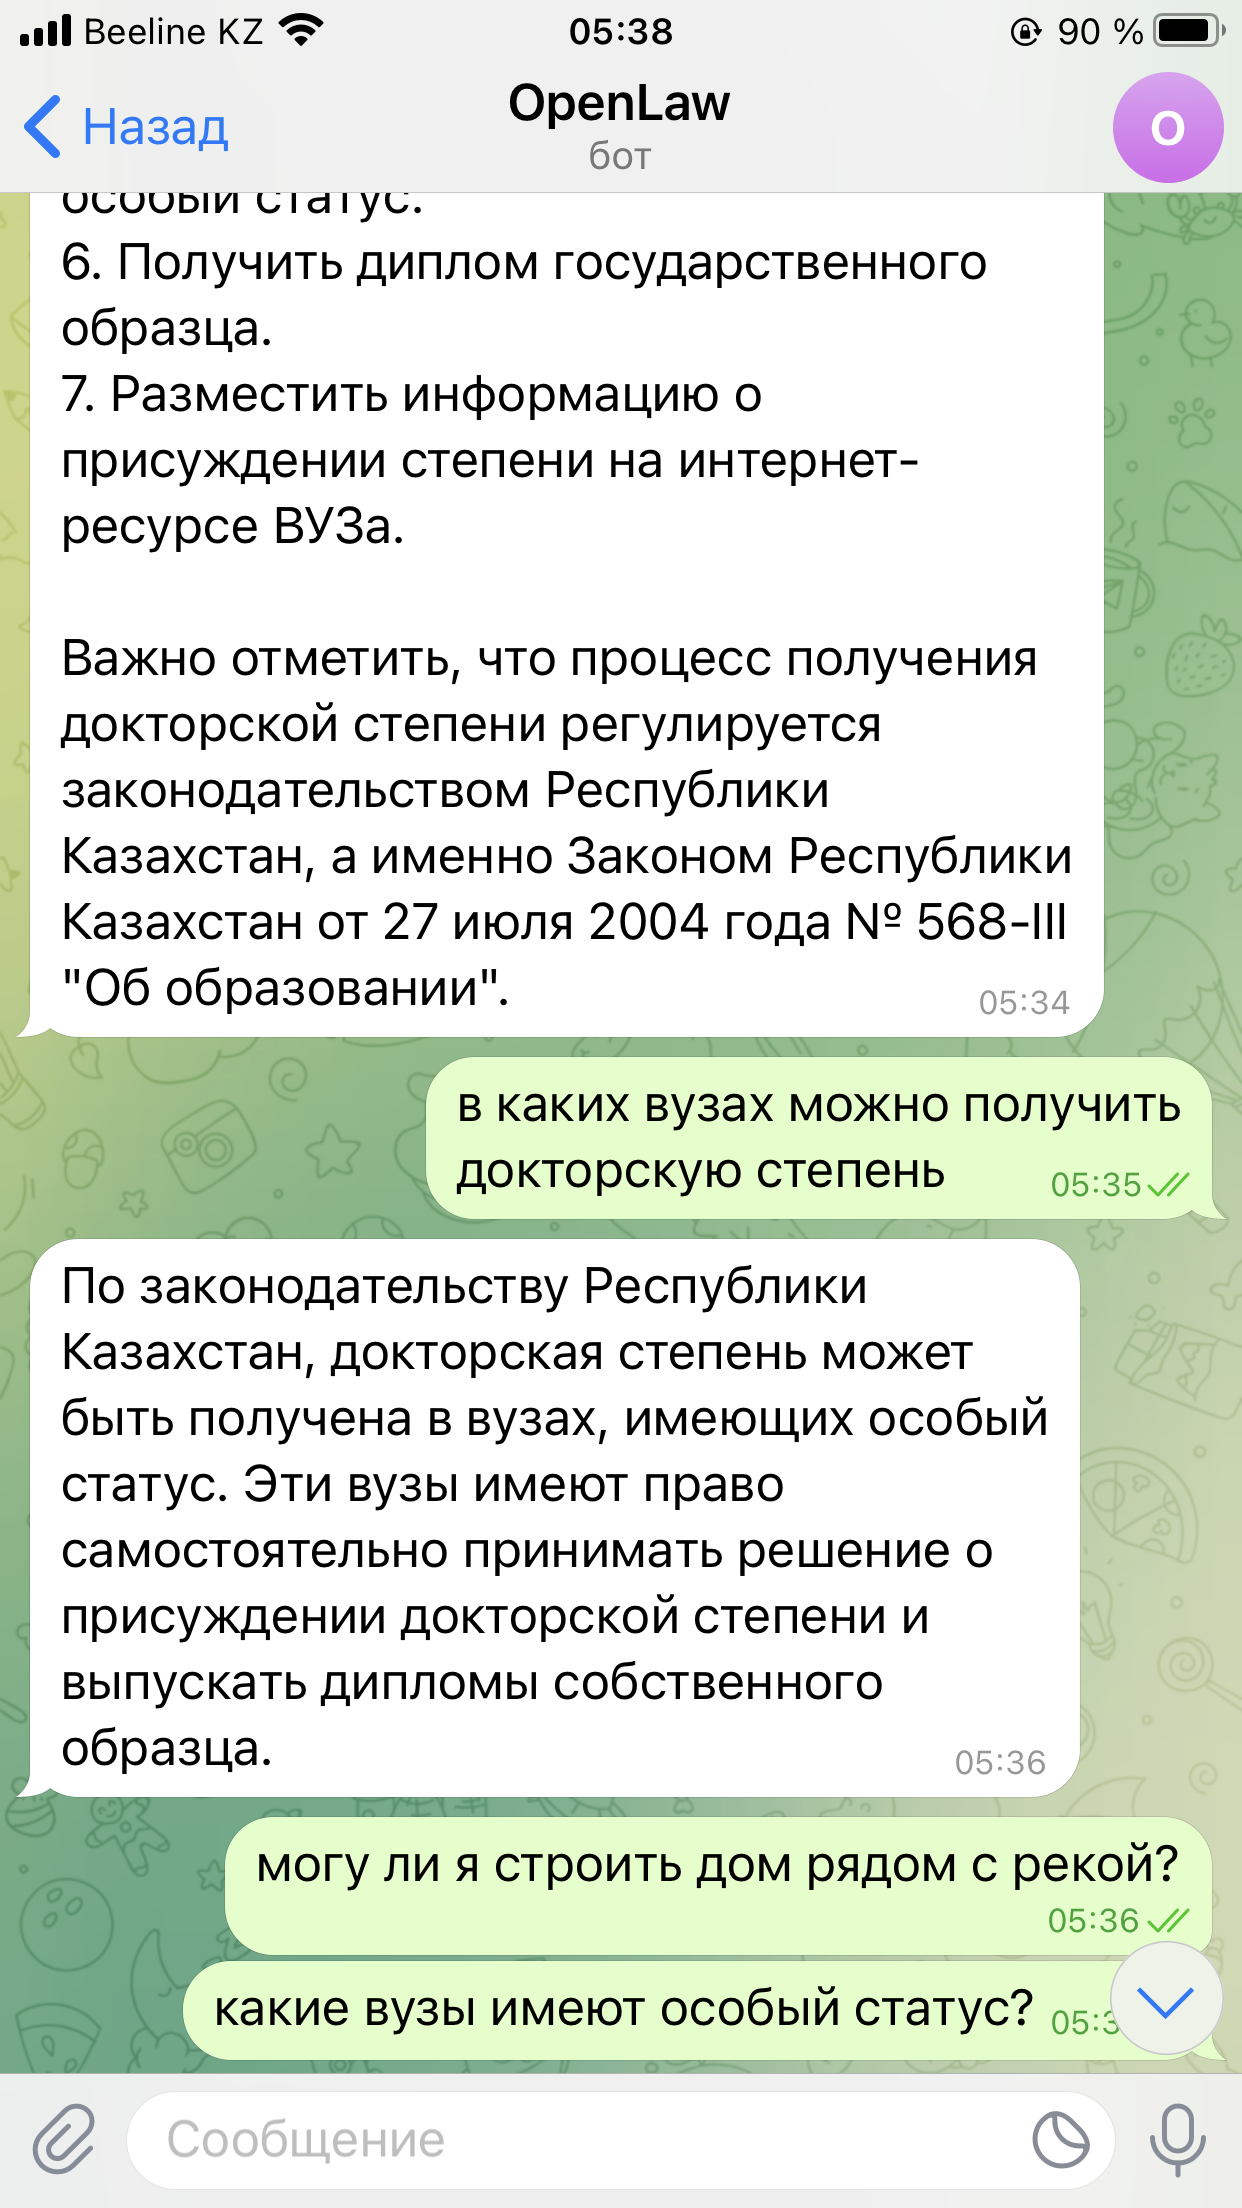 Beeline KZ 05:38 90 %
Назад OpenLaw О
бот
особый статус.
6. Получить диплом государственного
образца.
7. Разместить информацию о
присуждении степени на интернет-
ресурсе ВУЗа.
Важно отметить, что процесс получения
докторской степени регулируется
законодательством Республики
Казахстан, а именно Законом Республики
Казахстан от 27 июля 2004 года № 568-III
"Об образовании".
05:34
в каких вузах можно получить
докторскую степень
05:35
По законодательству Республики
Казахстан, докторская степень может
быть получена в вузах, имеющих особый
статус. Эти вузы имеют право
самостоятельно принимать решение о
присуждении докторской степени и
выпускать дипломы собственного
образца.
05:36
могу ли я строить дом рядом с рекой?
05:36
какие вузы имеют особый статус?
Сообщение